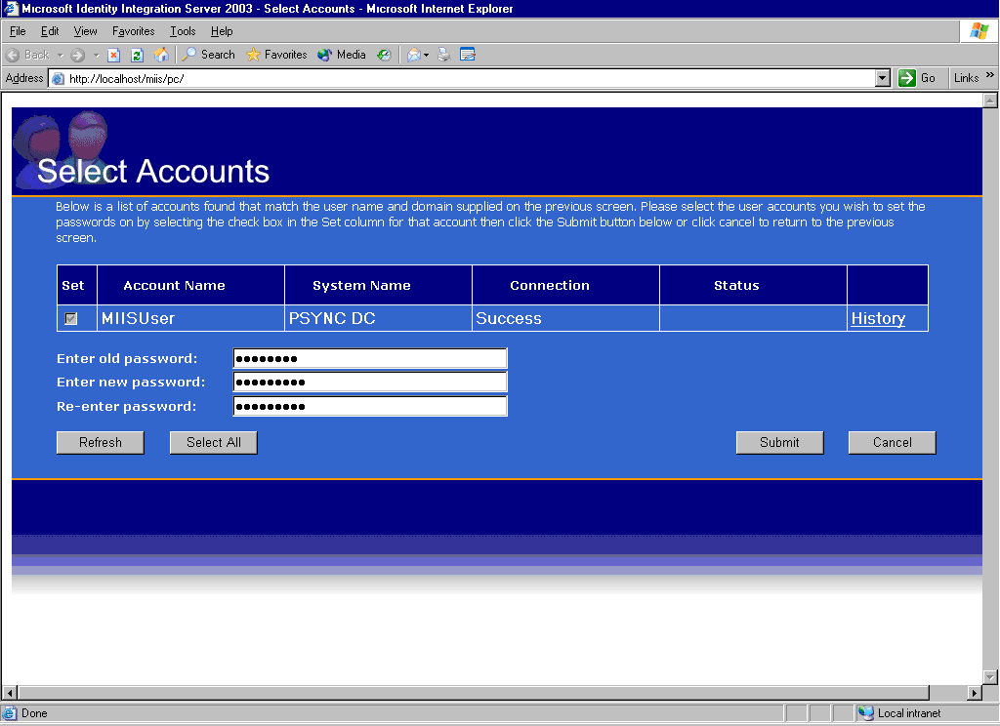 Microsoft Identity Integration Server 2003 - Select Accounts - Microsoft Internet Explorer
File Edit View Favorites Tools Help
Back Search Favorites Media
Address http://localhost/miis/pc/ Go Links »
Select Accounts
Below is a list of accounts found that match the user name and domain supplied on the previous screen. Please select the user accounts you wish to set the
passwords on by selecting the check box in the Set column for that account then click the Submit button below or click cancel to return to the previous
screen.
Set Account Name System Name Connection Status
MIISUser PSYNC DC Success History
Enter old password: ●●●●●●●●
Enter new password: ●●●●●●●●●
Re-enter password: ●●●●●●●●●
Refresh Select All Submit Cancel
Done Local intranet